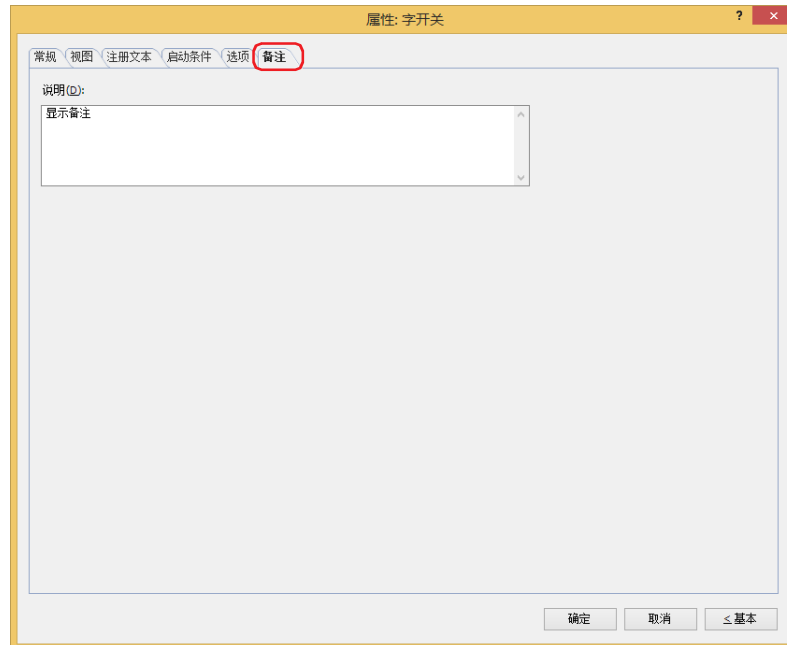 属性: 字开关
? ×
常规 视图 注册文本 启动条件 选项 备注
说明(D):
显示备注
确定 取消 <基本